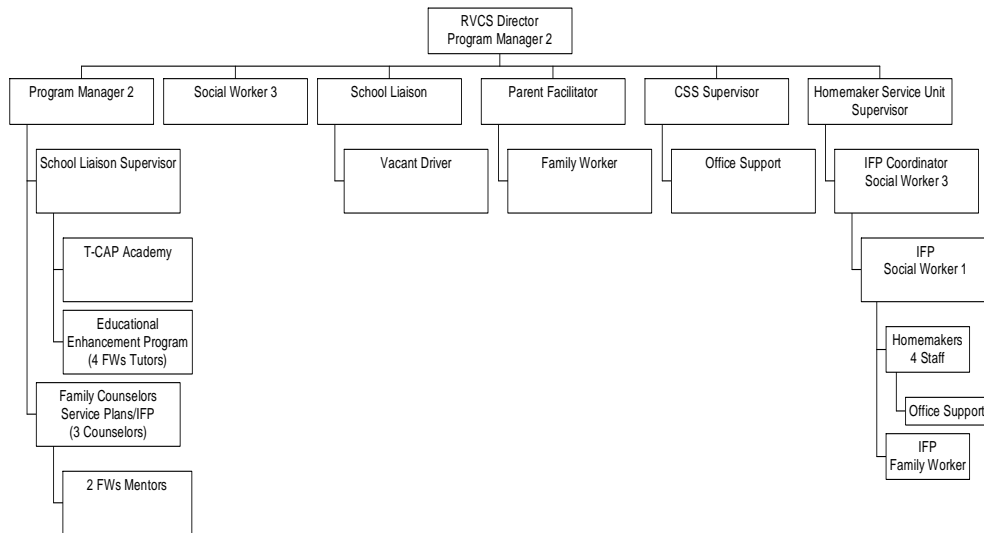 RVCS Director
Program Manager 2
Program Manager 2
Social Worker 3
School Liaison
Parent Facilitator
CSS Supervisor
Homemaker Service Unit
Supervisor
School Liaison Supervisor
Vacant Driver
Family Worker
Office Support
IFP Coordinator
Social Worker 3
T-CAP Academy
IFP
Social Worker 1
Educational
Enhancement Program
(4 FWs Tutors)
Homemakers
4 Staff
Family Counselors
Service Plans/IFP
(3 Counselors)
Office Support
IFP
Family Worker
2 FWs Mentors